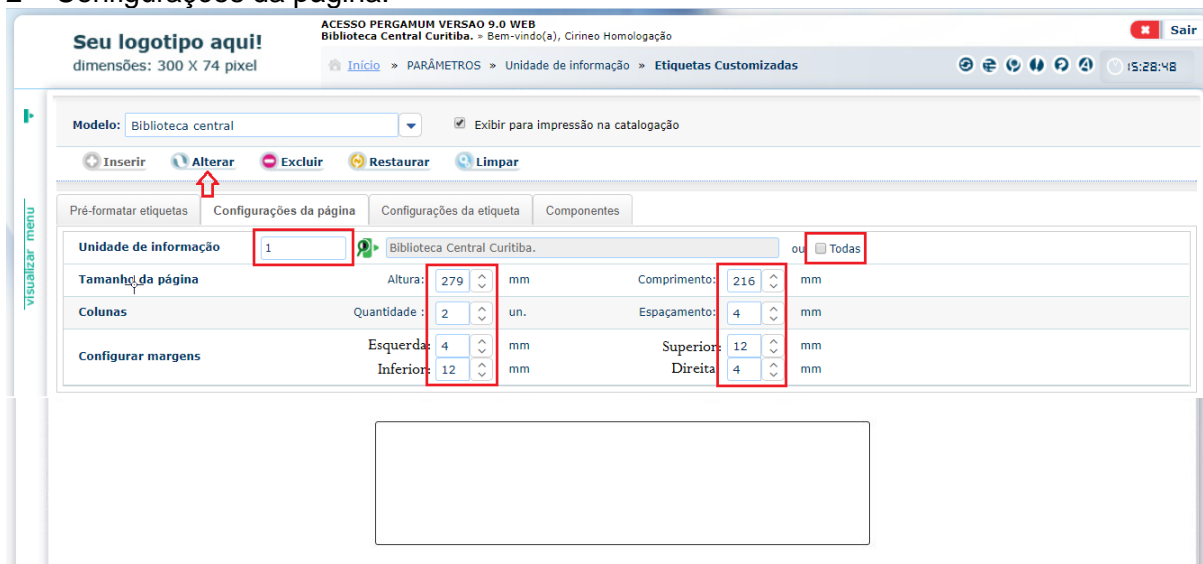 2 – Configurações da página:
ACESSO PERGAMUM VERSAO 9.0 WEB
Biblioteca Central Curitiba. » Bem-vindo(a), Cirineo Homologação
Sair
Seu logotipo aqui!
dimensões: 300 X 74 pixel
Início » PARÂMETROS » Unidade de informação » Etiquetas Customizadas
15:28:48
Modelo: Biblioteca central
Exibir para impressão na catalogação
Inserir Alterar Excluir Restaurar Limpar
visualizar menu
Pré-formatar etiquetas Configurações da página Configurações da etiqueta Componentes
Unidade de informação 1 Biblioteca Central Curitiba. ou Todas
Tamanho da página Altura: 279 mm Comprimento: 216 mm
Colunas Quantidade : 2 un. Espaçamento: 4 mm
Configurar margens
Esquerda: 4 mm Superior: 12 mm
Inferior: 12 mm Direita 4 mm